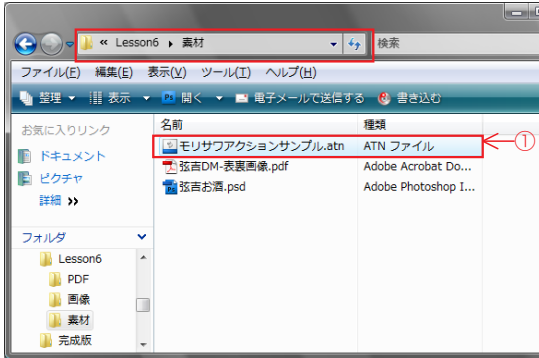 « Lesson6 ▸ 素材
検索
ファイル(F) 編集(E) 表示(V) ツール(T) ヘルプ(H)
整理 表示 開く 電子メールで送信する 書き込む
お気に入りリンク
ドキュメント
ピクチャ
詳細 »
フォルダ
Lesson6
PDF
画像
素材
完成版
名前 種類
モリサワアクションサンプル.atn ATN ファイル ①
弦吉DM-表裏画像.pdf Adobe Acrobat Do...
弦吉お酒.psd Adobe Photoshop I...